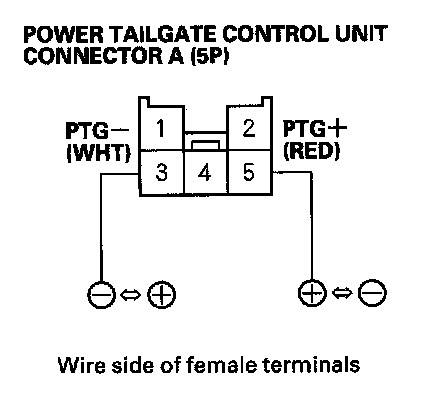 POWER TAILGATE CONTROL UNIT
CONNECTOR A (5P)
PTG− 1 2 PTG+
(WHT) (RED)
3 4 5
− ⇔ + + ⇔ −
Wire side of female terminals